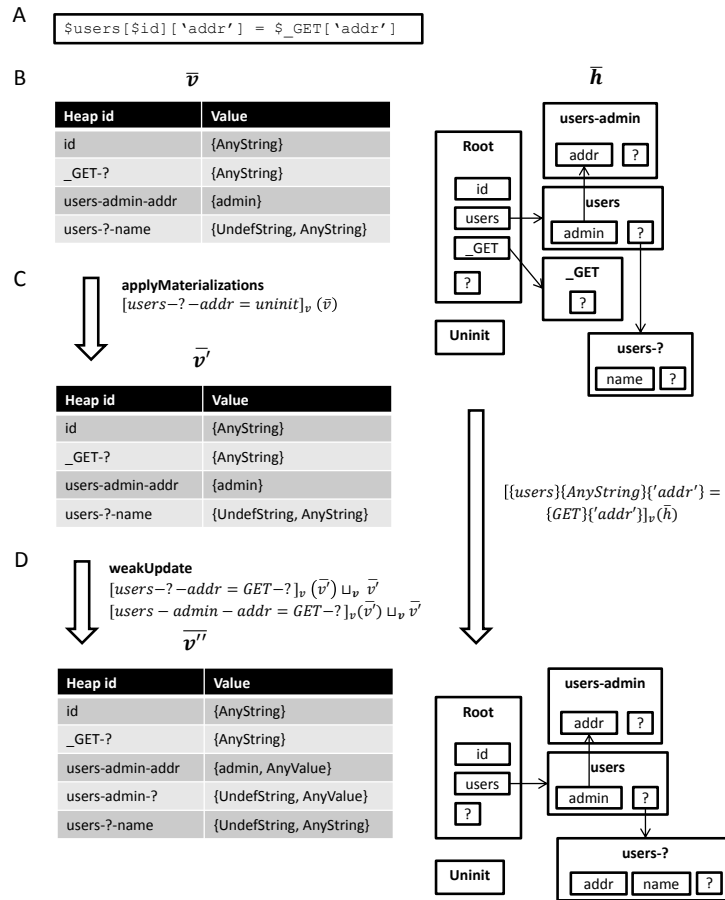 A
$users[$id]['addr'] = $_GET['addr']
B
v̅
h̅
Heap id Value
id {AnyString}
_GET-? {AnyString}
users-admin-addr {admin}
users-?-name {UndefString, AnyString}
Root
id
users
_GET
?
Uninit
users-admin
addr ?
users
admin ?
_GET
?
users-?
name ?
C
applyMaterializations
[users−?−addr = uninit]ᵥ (v̅)
v̅′
Heap id Value
id {AnyString}
_GET-? {AnyString}
users-admin-addr {admin}
users-?-name {UndefString, AnyString}
[{users}{AnyString}{′addr′} =
{GET}{′addr′}]ᵥ(h̅)
D
weakUpdate
[users−?−addr = GET−?]ᵥ (v̅′) ⊔ᵥ v̅′
[users − admin − addr = GET−?]ᵥ(v̅′) ⊔ᵥ v̅′
v̅′′
Heap id Value
id {AnyString}
_GET-? {AnyString}
users-admin-addr {admin, AnyValue}
users-admin-? {UndefString, AnyValue}
users-?-name {UndefString, AnyString}
Root
id
users
?
Uninit
users-admin
addr ?
users
admin ?
users-?
addr name ?